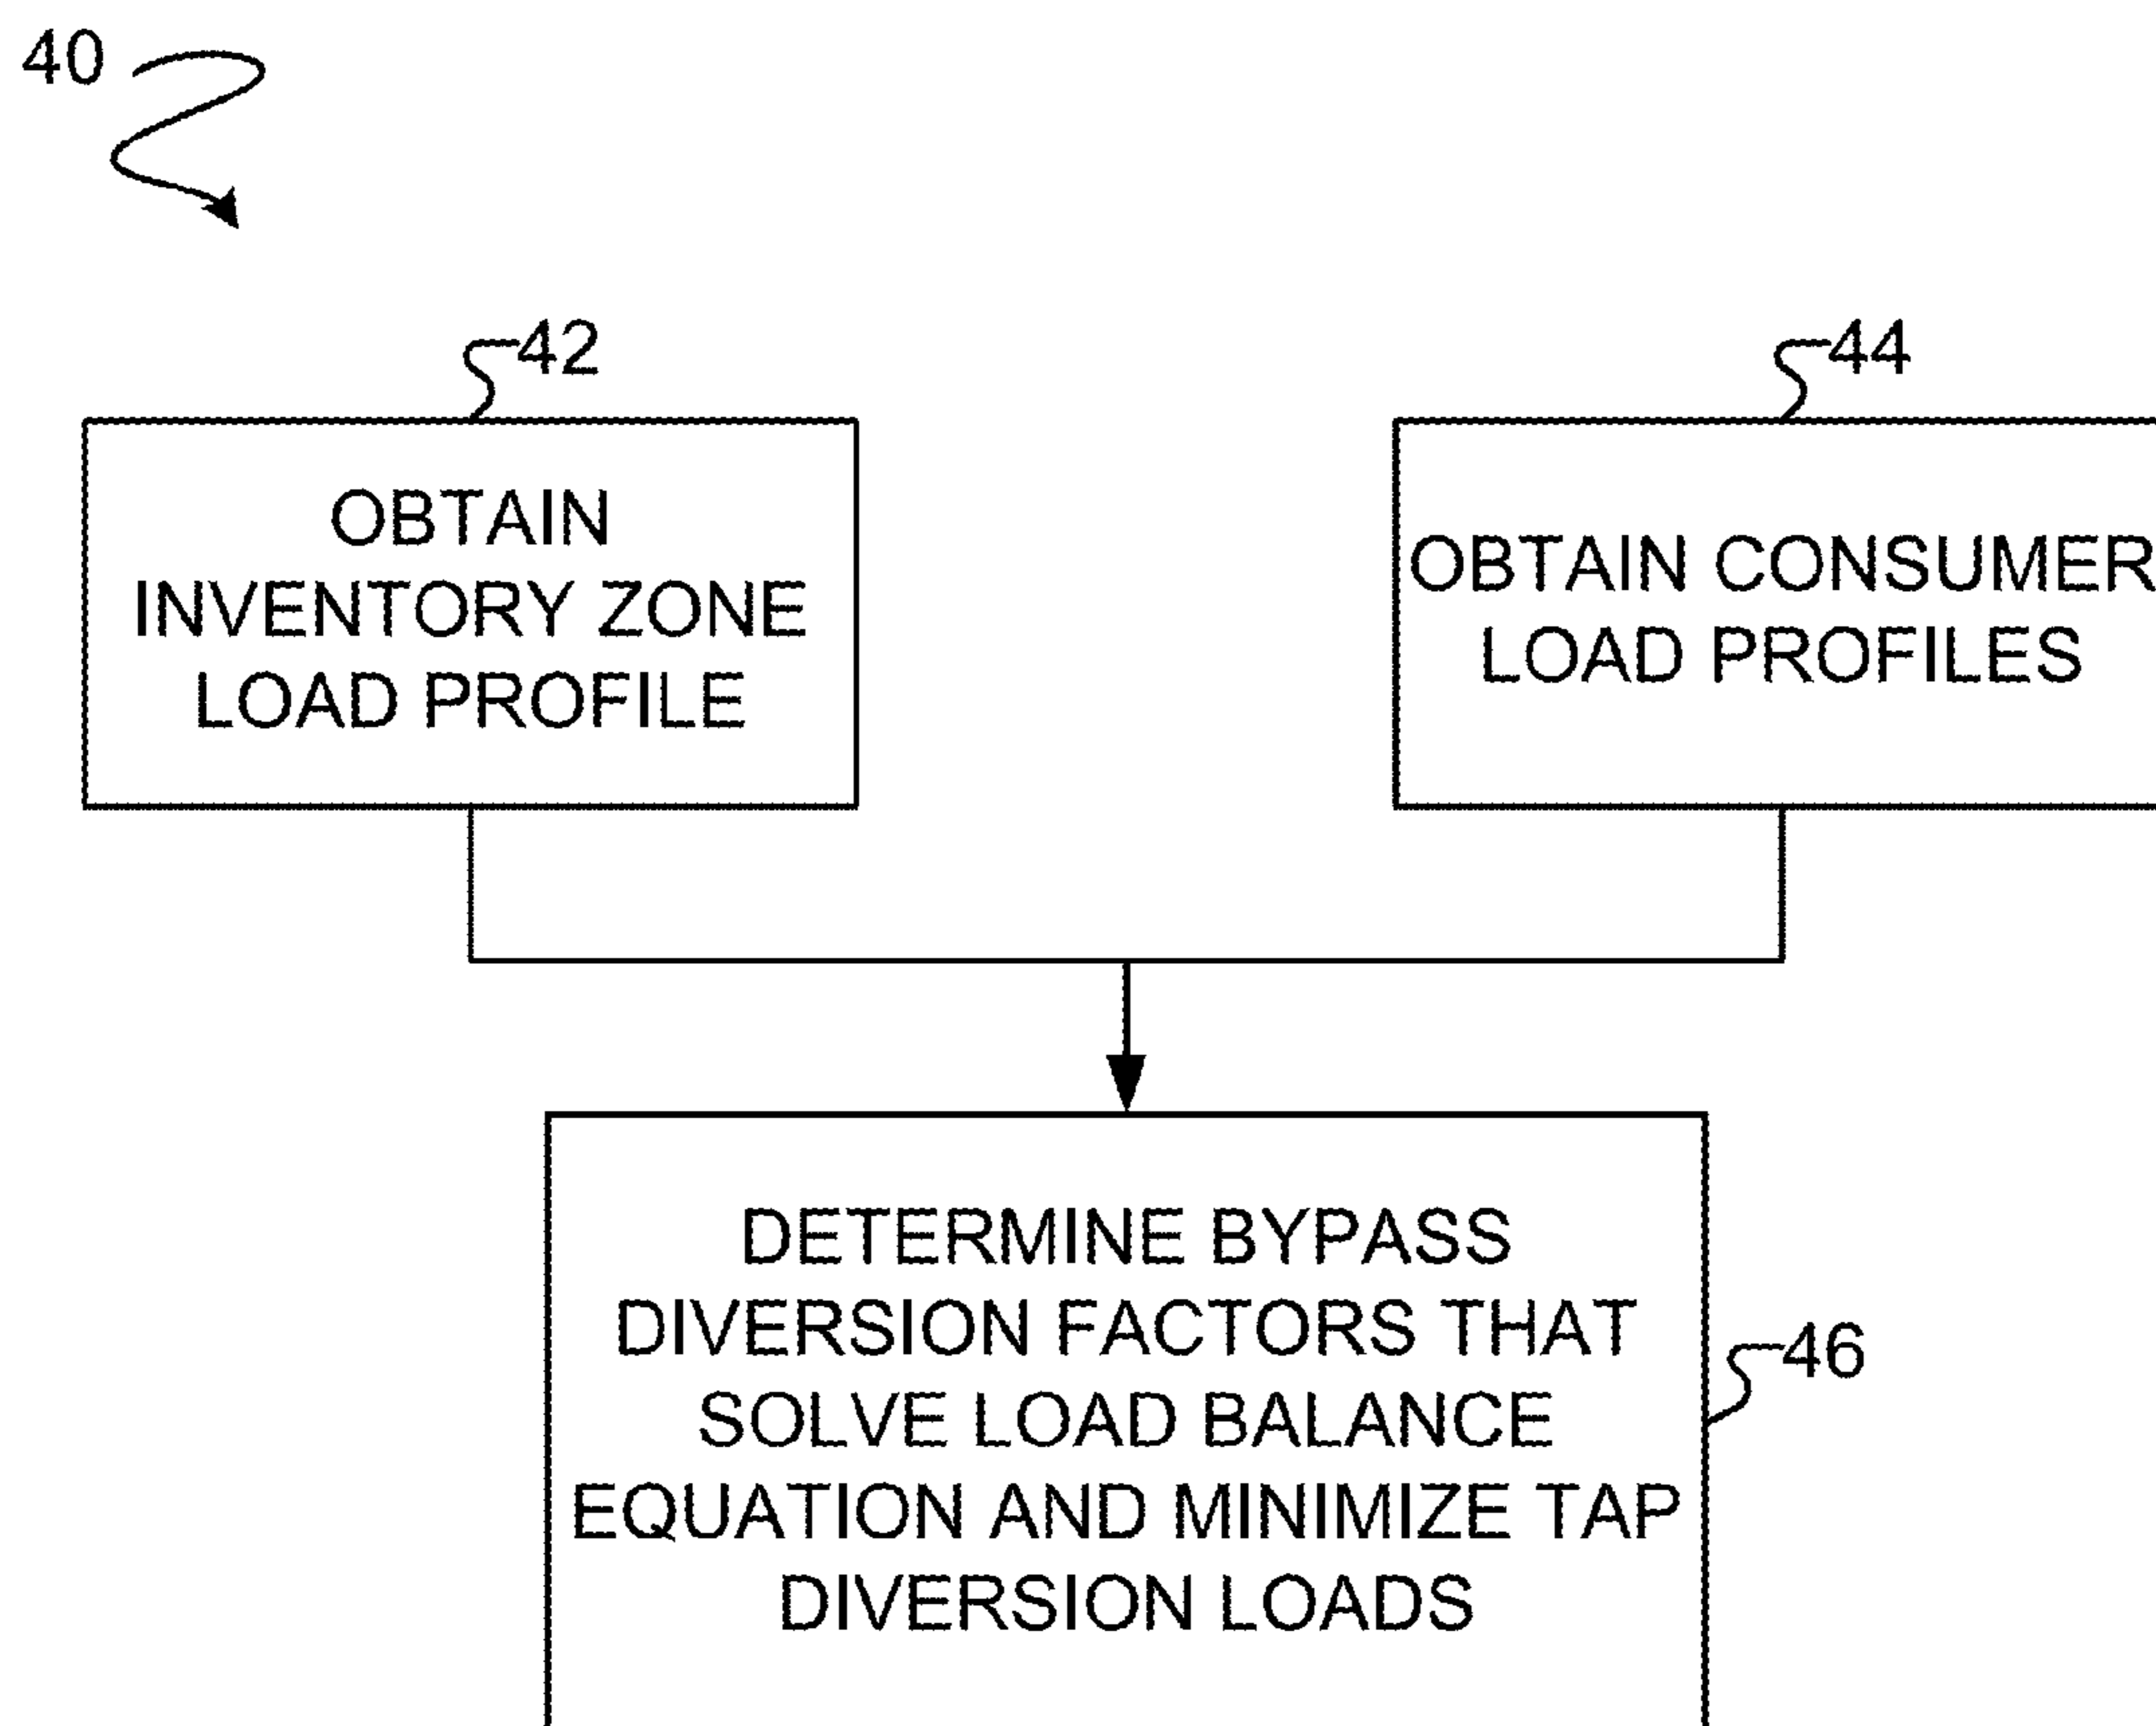 40
42
44
OBTAIN
INVENTORY ZONE
LOAD PROFILE
OBTAIN CONSUMER
LOAD PROFILES
DETERMINE BYPASS
DIVERSION FACTORS THAT
SOLVE LOAD BALANCE
EQUATION AND MINIMIZE TAP
DIVERSION LOADS
46